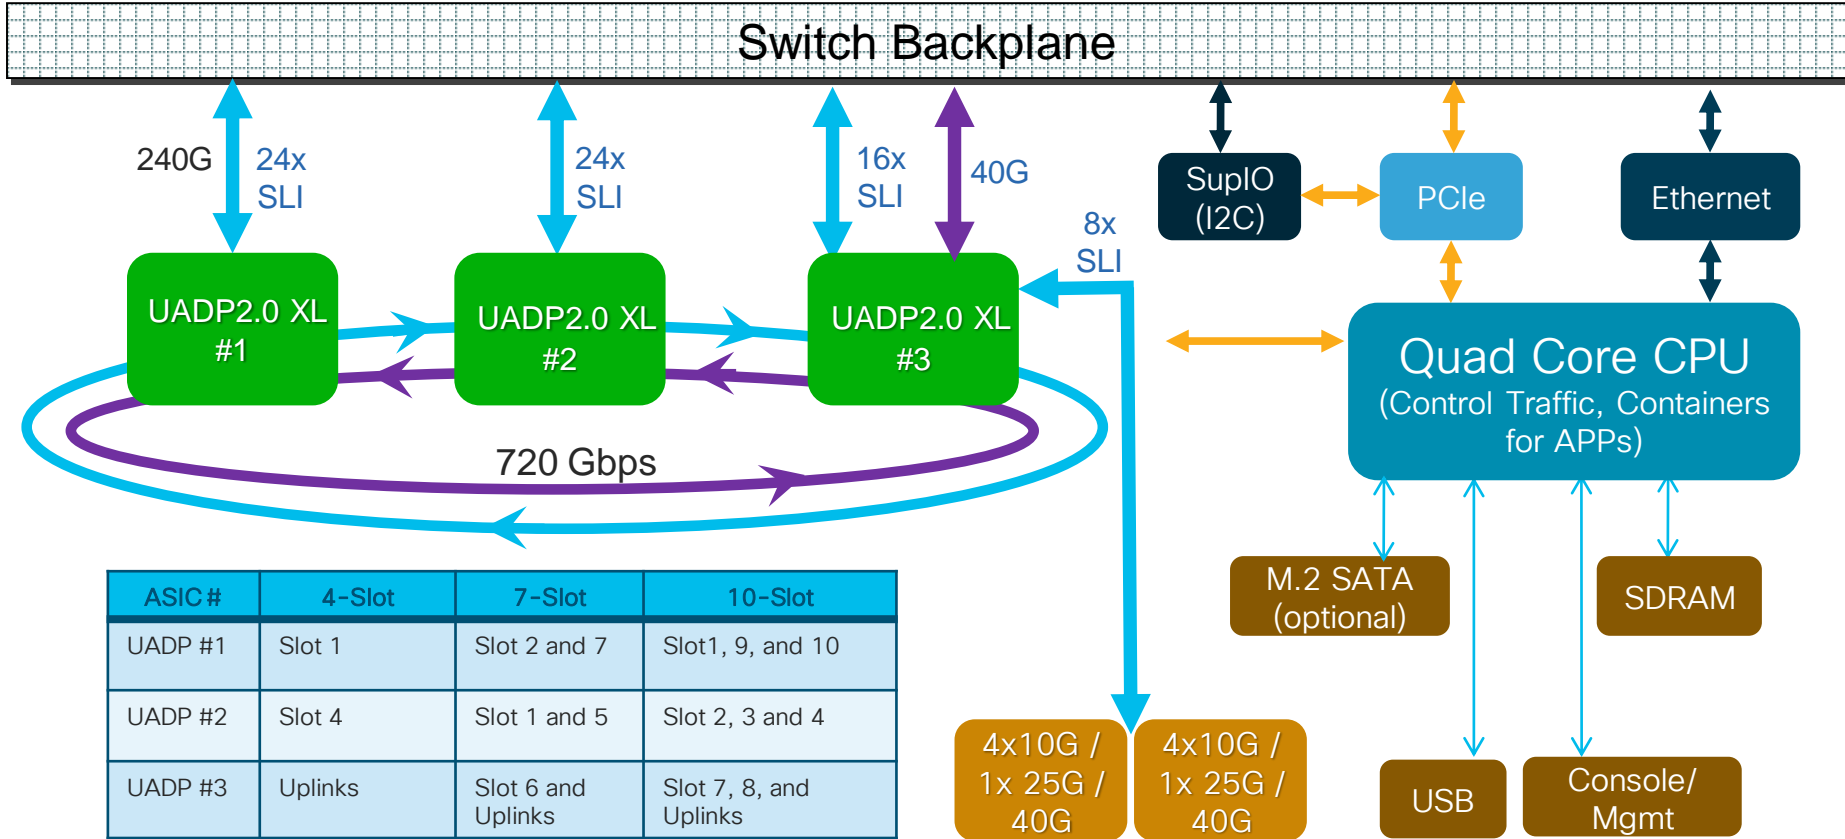 Switch Backplane
240G
24x
SLI
24x
SLI
16x
SLI
40G
8x
SLI
SupIO
(I2C)
PCIe
Ethernet
UADP2.0 XL
#1
UADP2.0 XL
#2
UADP2.0 XL
#3
720 Gbps
Quad Core CPU
(Control Traffic, Containers
for APPs)
M.2 SATA
(optional)
SDRAM
USB
Console/
Mgmt
4x10G /
1x 25G /
40G
4x10G /
1x 25G /
40G
ASIC # 4-Slot 7-Slot 10-Slot
UADP #1 Slot 1 Slot 2 and 7 Slot1, 9, and 10
UADP #2 Slot 4 Slot 1 and 5 Slot 2, 3 and 4
UADP #3 Uplinks Slot 6 and Slot 7, 8, and
Uplinks Uplinks